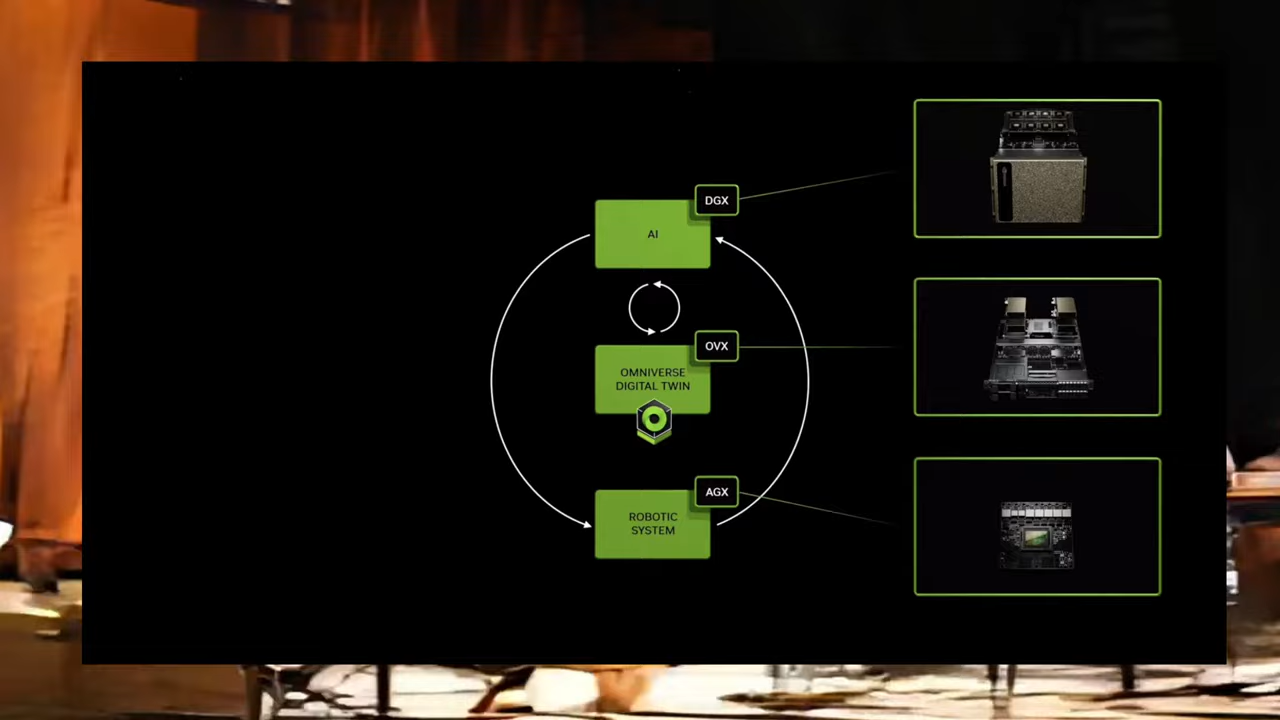 DGX
AI
OVX
OMNIVERSE
DIGITAL TWIN
AGX
ROBOTIC
SYSTEM